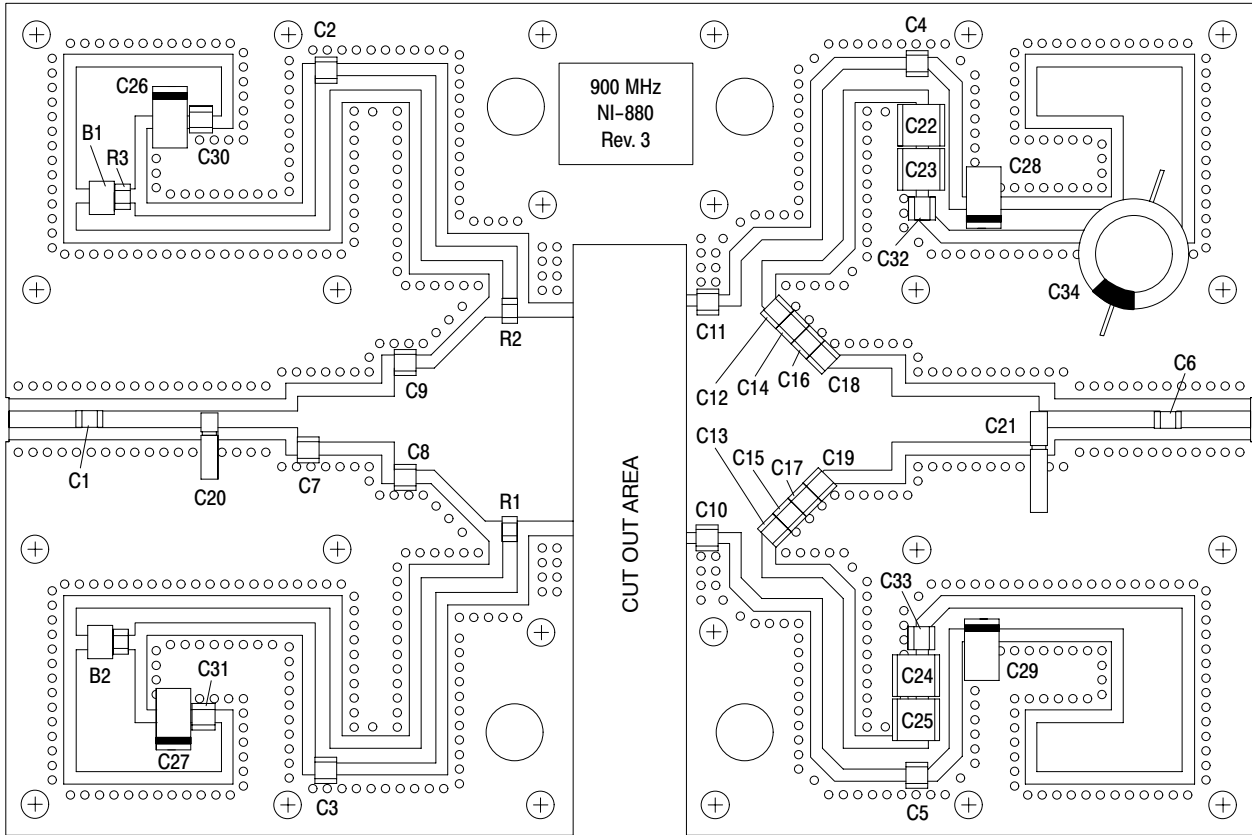 C2
C4
C26
900 MHz
NI-880
Rev. 3
C22
B1
R3
C30
C23
C28
C32
C34
C11
R2
C9
C12
C14
C16
C18
C6
C1
C20
C7
C8
C21
C13
C15
C17
C19
R1
C10
CUT OUT AREA
C33
B2
C31
C24
C29
C25
C27
C3
C5